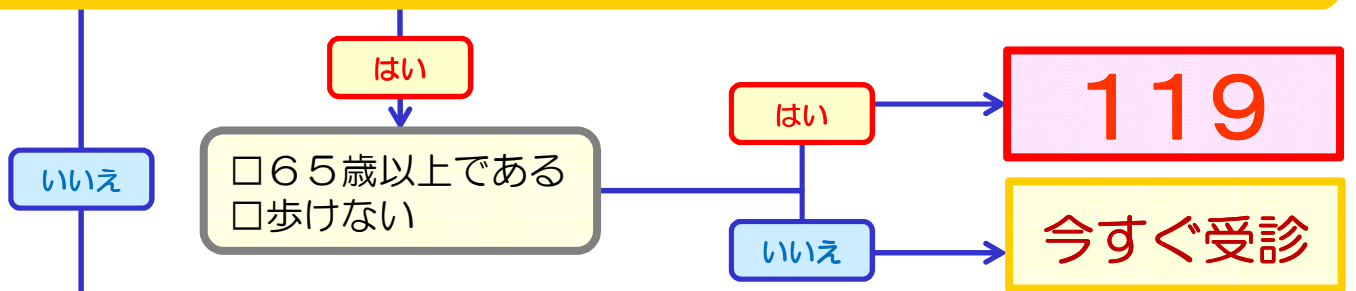 はい
はい
119
いいえ
□65歳以上である
□歩けない
いいえ
今すぐ受診